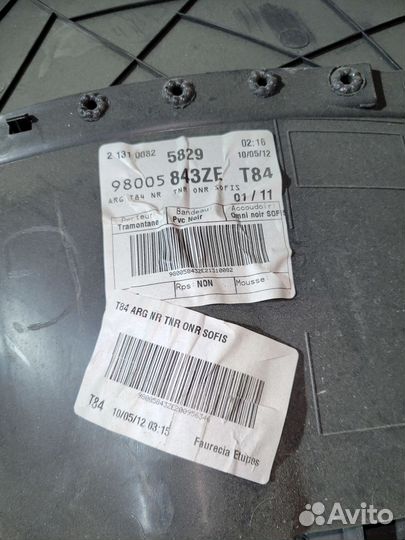 2 131 0082 5829 02:16
10/05/12
98005 843ZE T84
ARG T84 NR TNR ONR SOFIS 01/11
Porteur Bandeau Accoudoir
Tramontane Pvc Noir Omni noir SOFIS
98005843ZE21310082
Rps: NON Mousse
T84 ARG NR TNR ONR SOFIS
T84 10/05/12 03:15 Faurecia Etupes
Avito